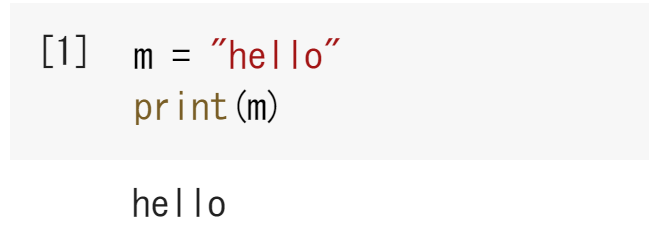 [1] m = "hello"
print(m)
hello